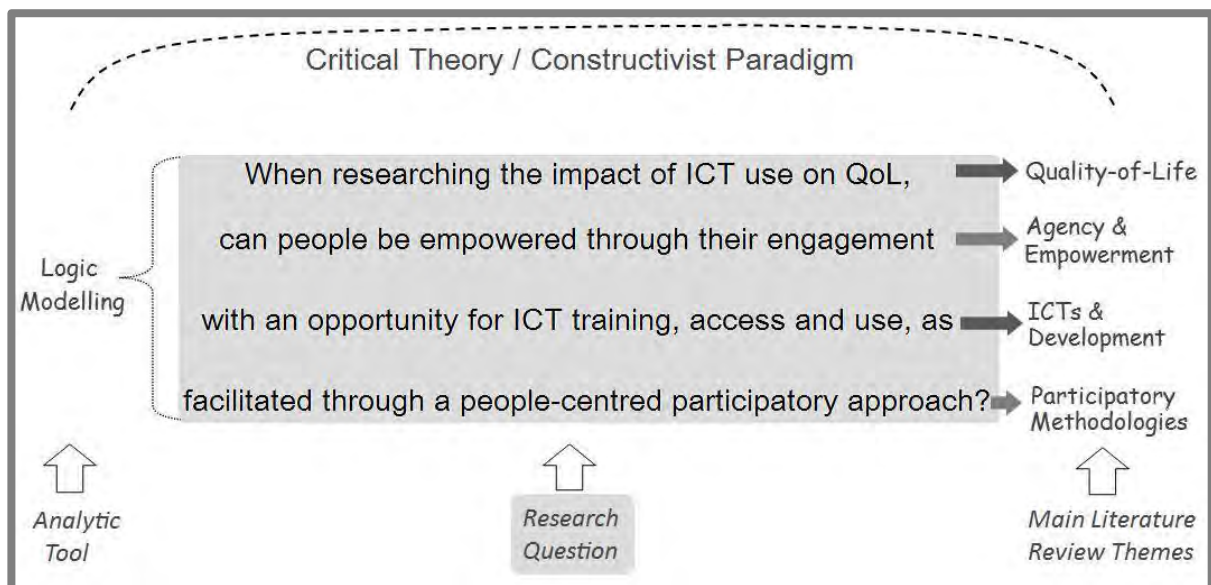 Critical Theory / Constructivist Paradigm
When researching the impact of ICT use on QoL,
can people be empowered through their engagement
with an opportunity for ICT training, access and use, as
facilitated through a people-centred participatory approach?
Logic
Modelling
Quality-of-Life
Agency &
Empowerment
ICTs &
Development
Participatory
Methodologies
Analytic
Tool
Research
Question
Main Literature
Review Themes